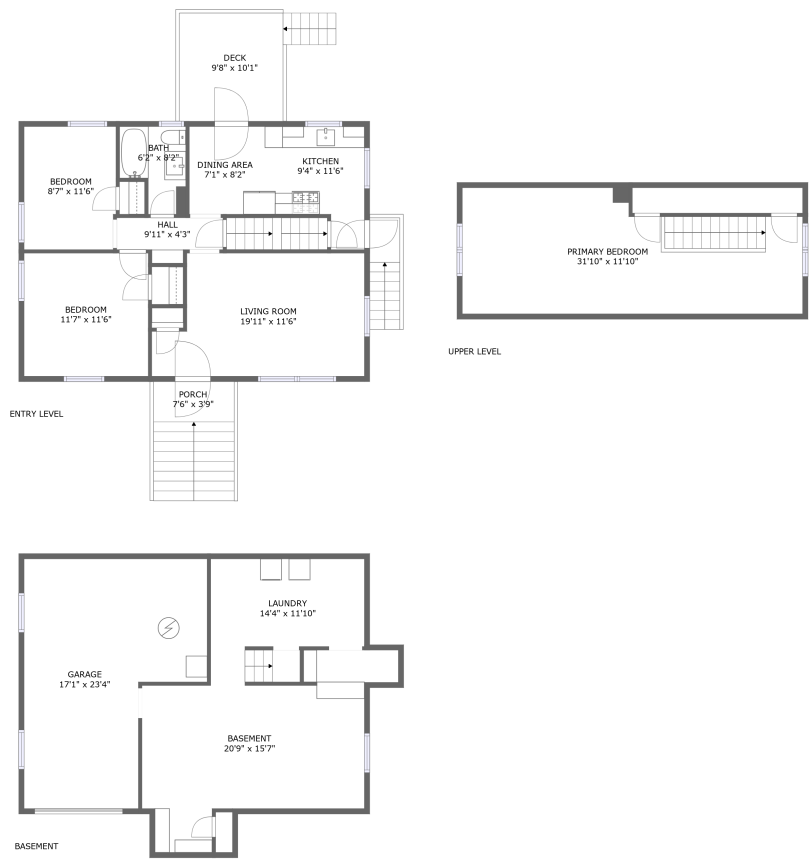 DECK
9'8" x 10'1"
BATH
6'2" x 8'2"
DINING AREA
7'1" x 8'2"
KITCHEN
9'4" x 11'6"
BEDROOM
8'7" x 11'6"
HALL
9'11" x 4'3"
BEDROOM
11'7" x 11'6"
LIVING ROOM
19'11" x 11'6"
PORCH
7'6" x 3'9"
ENTRY LEVEL
PRIMARY BEDROOM
31'10" x 11'10"
UPPER LEVEL
LAUNDRY
14'4" x 11'10"
GARAGE
17'1" x 23'4"
BASEMENT
20'9" x 15'7"
BASEMENT